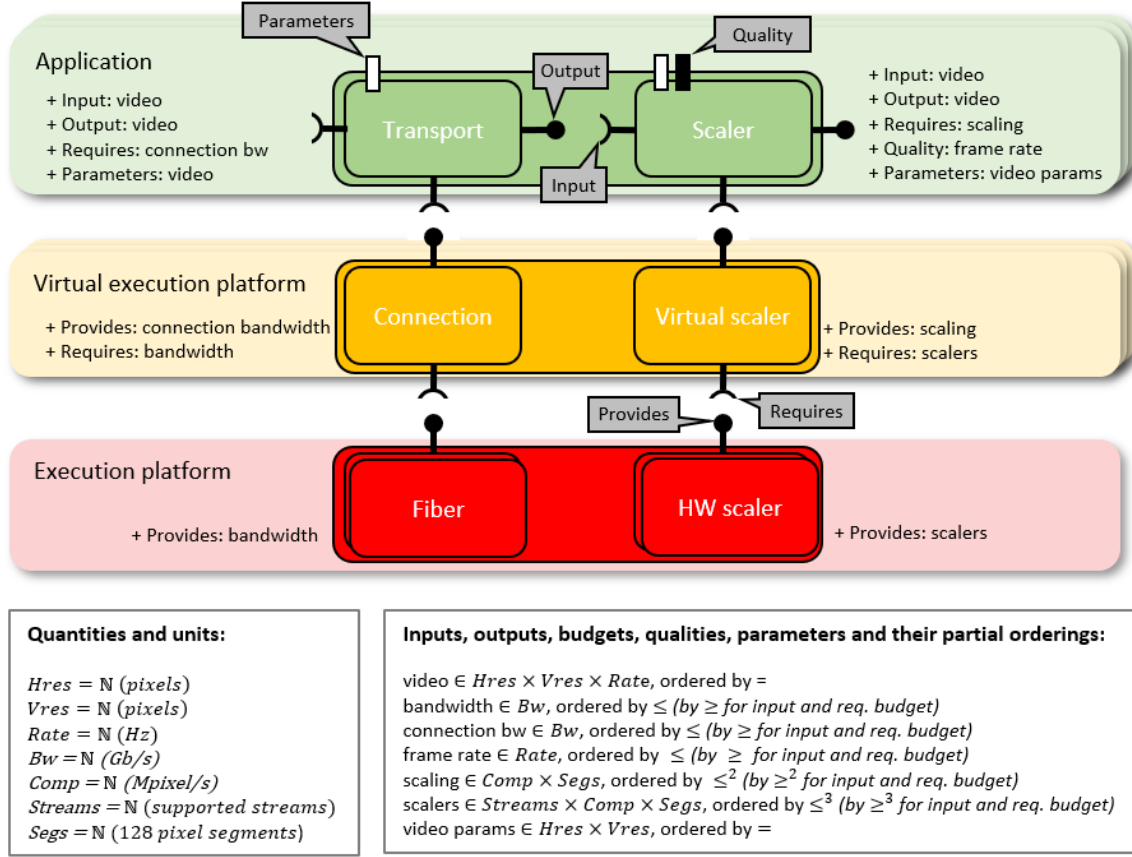 Parameters
Quality
Application
Output
+ Input: video
+ Output: video
+ Requires: connection bw
+ Parameters: video
Transport
Scaler
Input
+ Input: video
+ Output: video
+ Requires: scaling
+ Quality: frame rate
+ Parameters: video params
Virtual execution platform
+ Provides: connection bandwidth
+ Requires: bandwidth
Connection
Virtual scaler
+ Provides: scaling
+ Requires: scalers
Provides
Requires
Execution platform
+ Provides: bandwidth
Fiber
HW scaler
+ Provides: scalers
Quantities and units:
Hres = ℕ (pixels)
Vres = ℕ (pixels)
Rate = ℕ (Hz)
Bw = ℕ (Gb/s)
Comp = ℕ (Mpixel/s)
Streams = ℕ (supported streams)
Segs = ℕ (128 pixel segments)
Inputs, outputs, budgets, qualities, parameters and their partial orderings:
video ∈ Hres × Vres × Rate, ordered by =
bandwidth ∈ Bw, ordered by ≤ (by ≥ for input and req. budget)
connection bw ∈ Bw, ordered by ≤ (by ≥ for input and req. budget)
frame rate ∈ Rate, ordered by ≤ (by ≥ for input and req. budget)
scaling ∈ Comp × Segs, ordered by ≤² (by ≥² for input and req. budget)
scalers ∈ Streams × Comp × Segs, ordered by ≤³ (by ≥³ for input and req. budget)
video params ∈ Hres × Vres, ordered by =